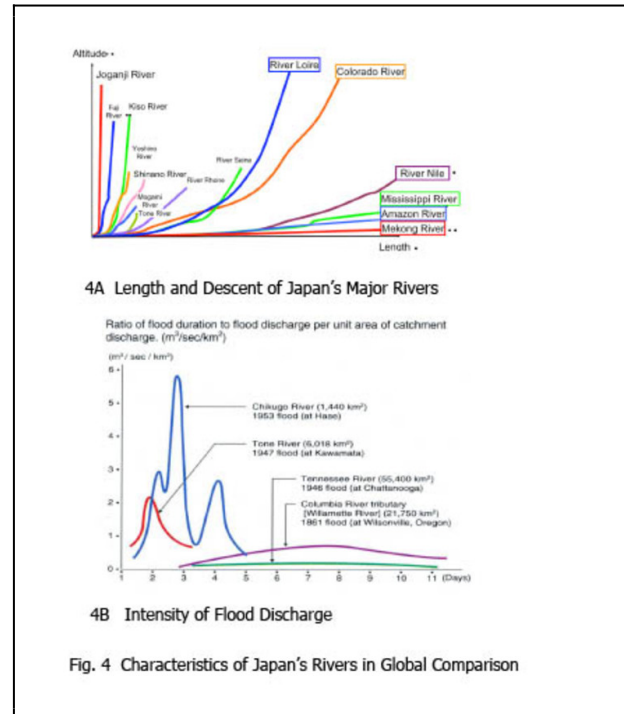 Altitude
Joganji River
River Loire
Colorado River
Fuji
River
Kiso River
Yoshino
River
River Seine
Shinano River
River Rhone
River Nile
Mogami
River
Mississippi River
Tone River
Amazon River
Mekong River
Length
4A Length and Descent of Japan's Major Rivers
Ratio of flood duration to flood discharge per unit area of catchment
discharge. (m³/sec/km²)
(m³/ sec / km²)
6
5
Chikugo River (1,440 km²)
1953 flood (at Hase)
4
Tone River (6,018 km²)
1947 flood (at Kawamata)
3
Tennessee River (55,400 km²)
1946 flood (at Chattanooga)
2
Columbia River tributary
[Willamette River] (21,750 km²)
1861 flood (at Wilsonville, Oregon)
1
0
1 2 3 4 5 6 7 8 9 10 11 (Days)
4B Intensity of Flood Discharge
Fig. 4 Characteristics of Japan's Rivers in Global Comparison